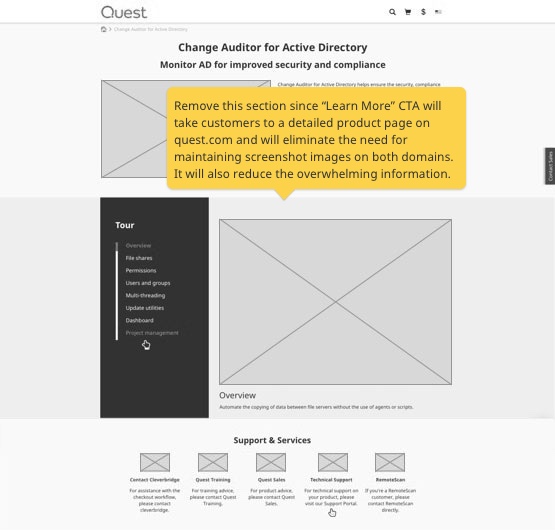 Quest
$
Change Auditor for Active Directory
Change Auditor for Active Directory
Monitor AD for improved security and compliance
Change Auditor for Active Directory helps ensure the security, compliance
Remove this section since “Learn More” CTA will
take customers to a detailed product page on
quest.com and will eliminate the need for
maintaining screenshot images on both domains.
It will also reduce the overwhelming information.
Contact Sales
Tour
Overview
File shares
Permissions
Users and groups
Multi-threading
Update utilities
Dashboard
Project management
Overview
Automate the copying of data between file servers without the use of agents or scripts.
Support & Services
Contact Cleverbridge
For assistance with the
checkout workflow,
please contact
cleverbridge.
Quest Training
For training advice,
please contact Quest
Training.
Quest Sales
For product advice,
please contact Quest
Sales.
Technical Support
For technical support on
your product, please
visit our Support Portal.
RemoteScan
If you're a RemoteScan
customer, please
contact RemoteScan
directly.